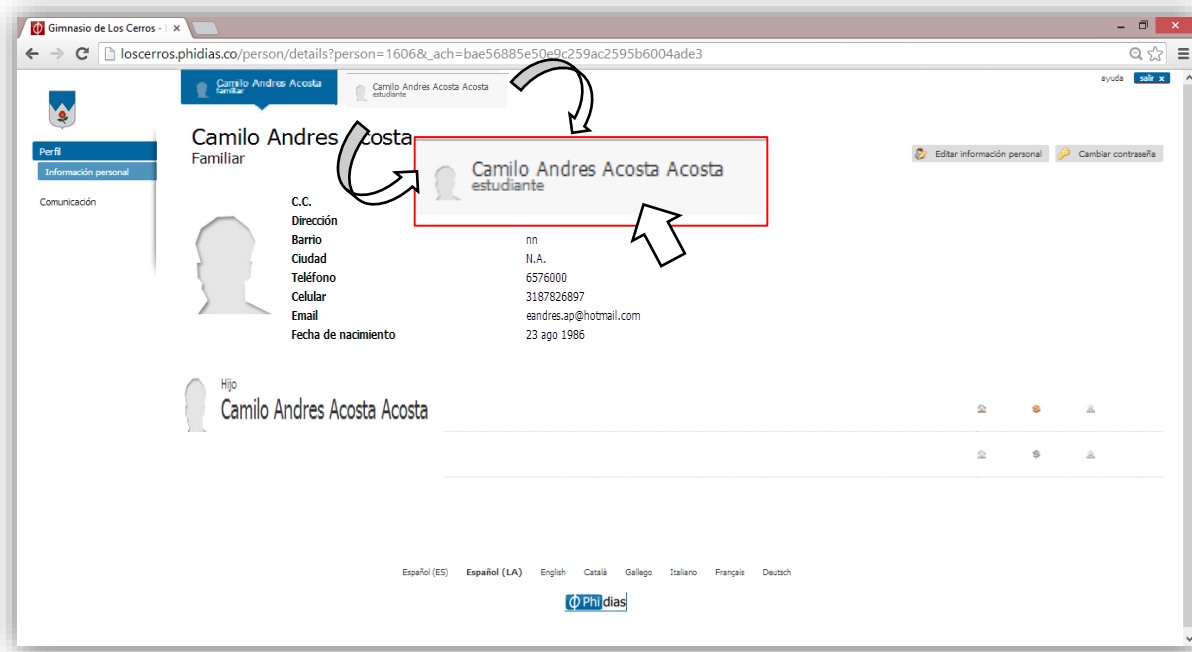 Gimnasio de Los Cerros - |
loscerros.phidias.co/person/details?person=1606&_ach=bae56885e50e9c259ac2595b6004ade3
Camilo Andres Acosta
familiar
Camilo Andres Acosta Acosta
estudiante
ayuda salir x
Camilo Andres Acosta
Familiar
Camilo Andres Acosta Acosta
estudiante
Editar información personal
Cambiar contraseña
Perfil
Información personal
Comunicación
C.C.
Dirección
Barrio nn
Ciudad N.A.
Teléfono 6576000
Celular 3187826897
Email eandres.ap@hotmail.com
Fecha de nacimiento 23 ago 1986
Hijo
Camilo Andres Acosta Acosta
Español (ES) Español (LA) English Català Gallego Italiano Français Deutsch
Phidias